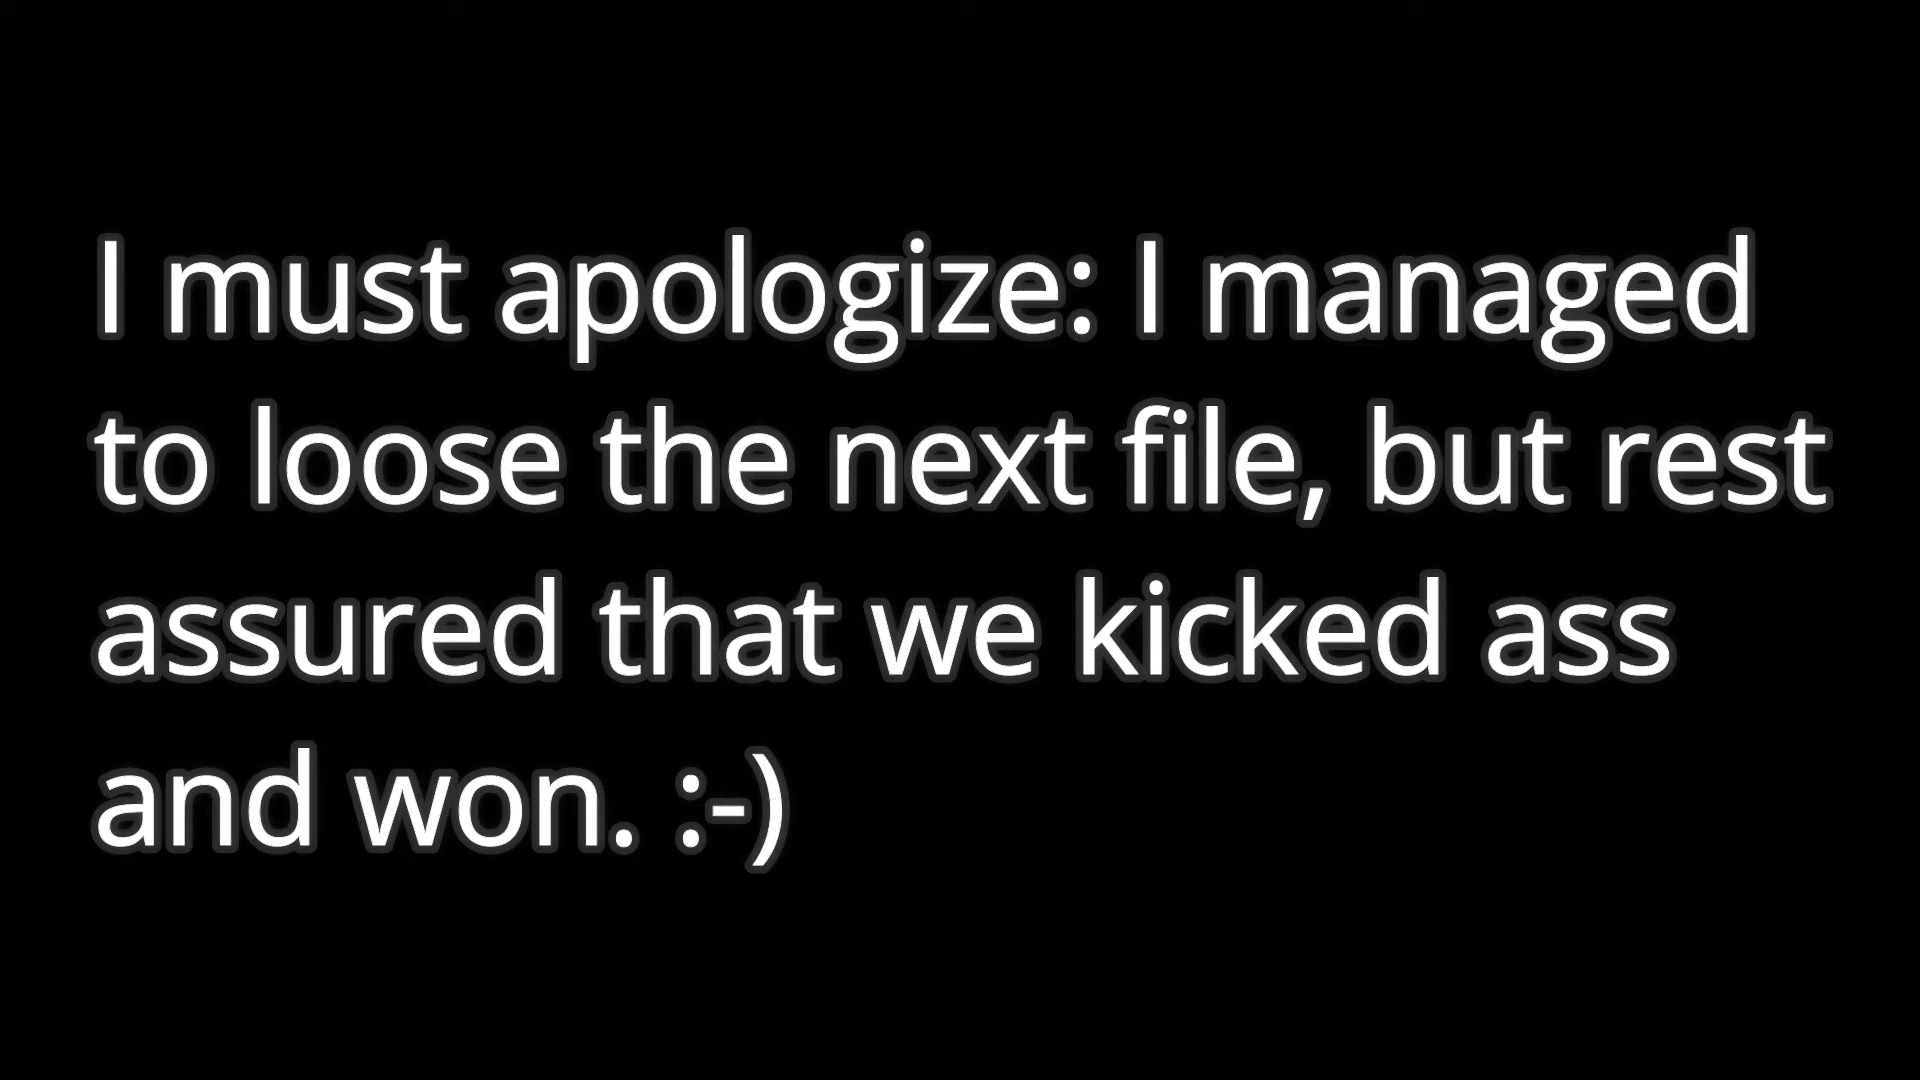 I must apologize: I managed
to loose the next file, but rest
assured that we kicked ass
and won. :-)